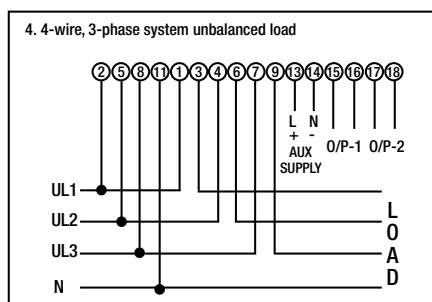 4. 4-wire, 3-phase system unbalanced load
2 5 8 11 1 3 4 6 7 9 13 14 15 16 17 18
L N
+ -
AUX
SUPPLY
O/P-1 O/P-2
UL1
UL2
UL3
N
LOAD